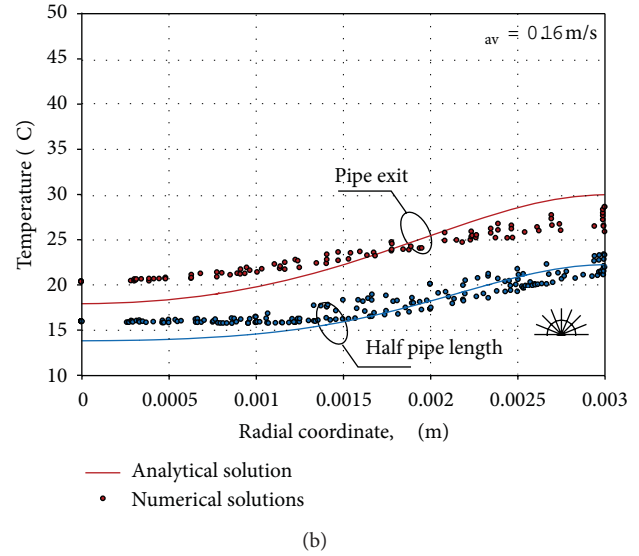 50
45
40
35
30
25
20
15
10
Temperature ( C)
av = 0.16 m/s
Pipe exit
Half pipe length
0 0.0005 0.001 0.0015 0.002 0.0025 0.003
Radial coordinate, (m)
Analytical solution
Numerical solutions
(b)